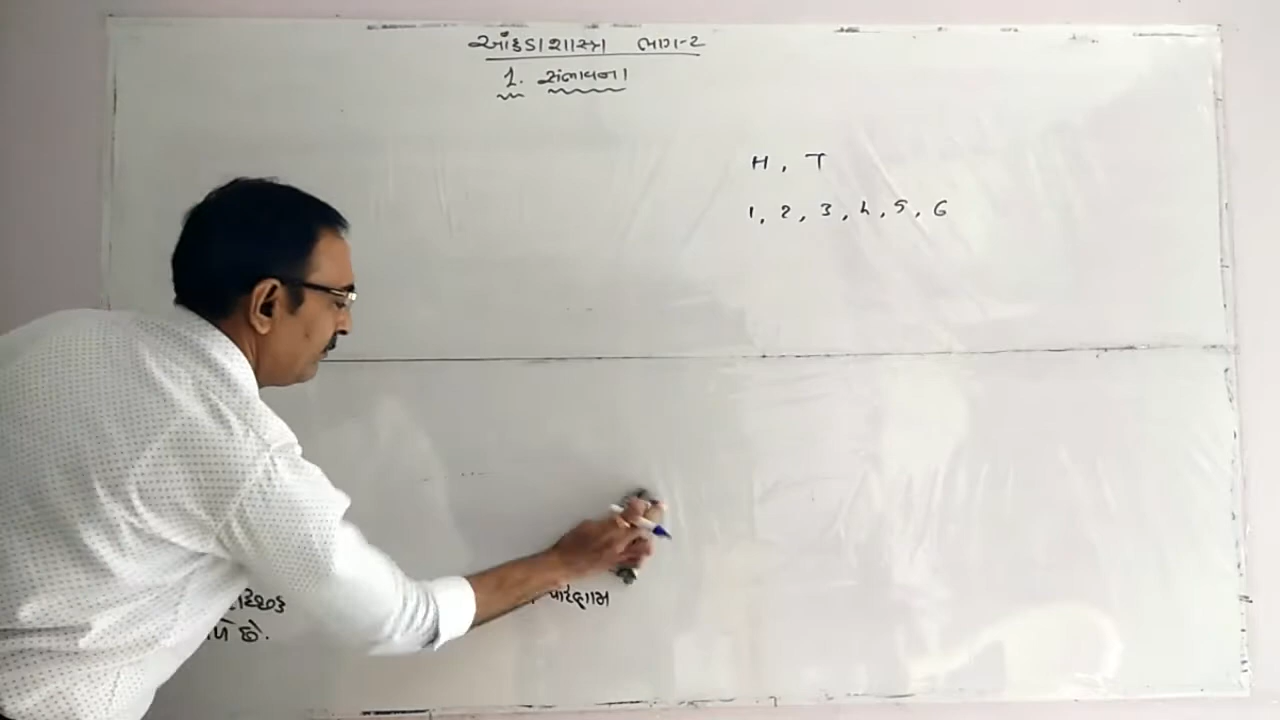 આંકડાશાસ્ત્ર ભાગ-2
1. સંભાવના
H, T
1, 2, 3, 4, 5, 6
પરિણામ
છે.